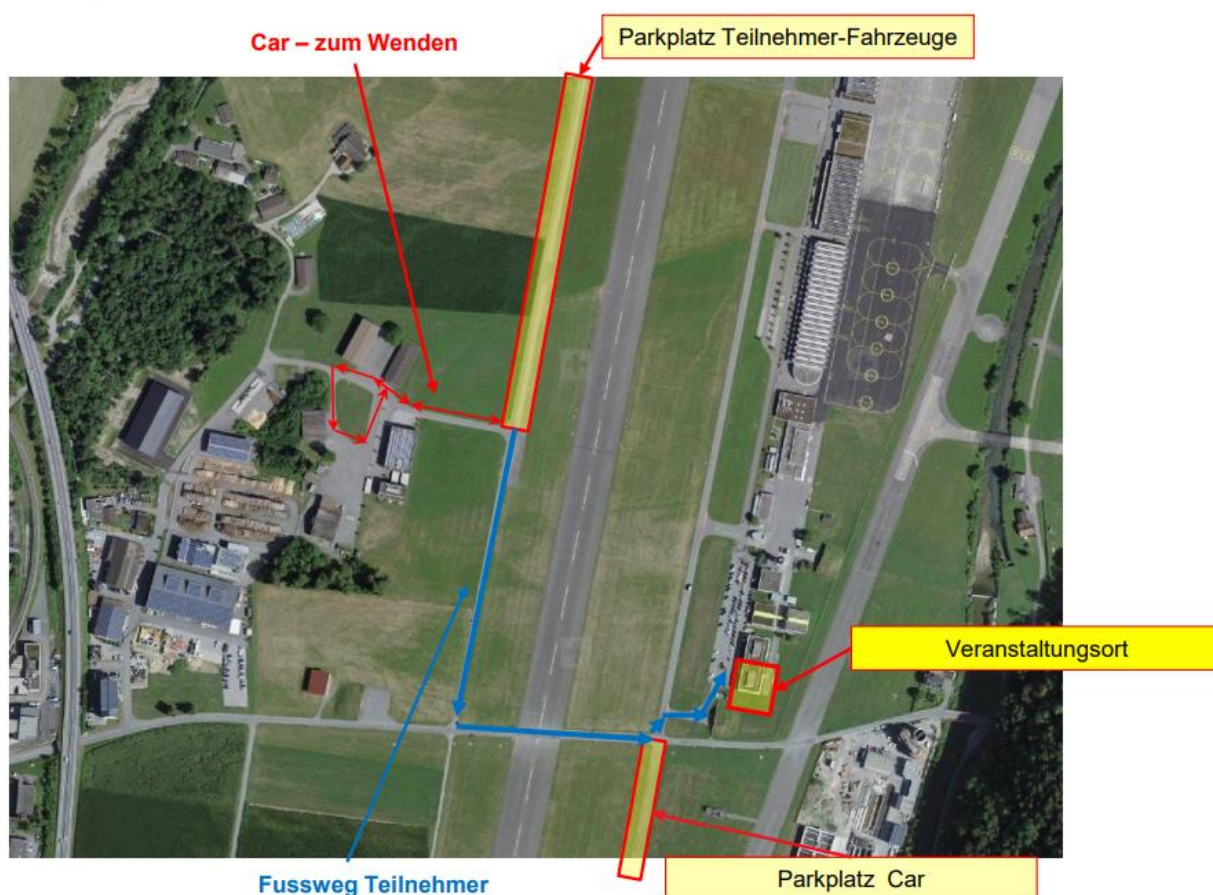 Car – zum Wenden
Parkplatz Teilnehmer-Fahrzeuge
Veranstaltungsort
Fussweg Teilnehmer
Parkplatz  Car